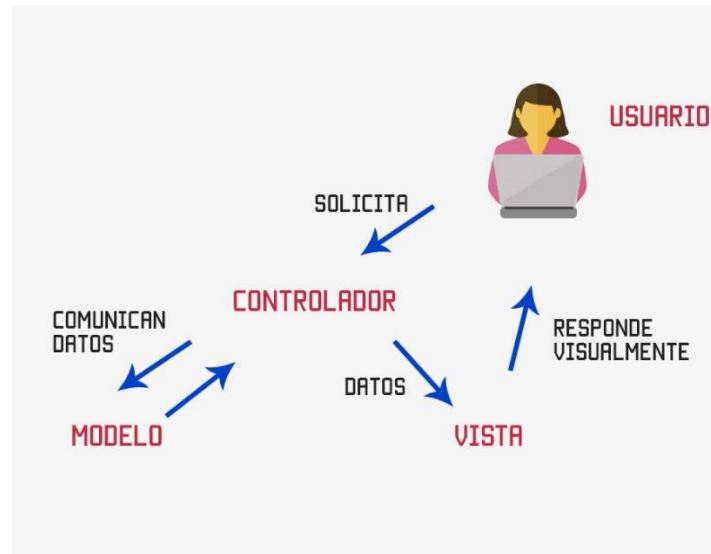 USUARIO
SOLICITA
CONTROLADOR
COMUNICAN
DATOS
RESPONDE
VISUALMENTE
DATOS
MODELO
VISTA